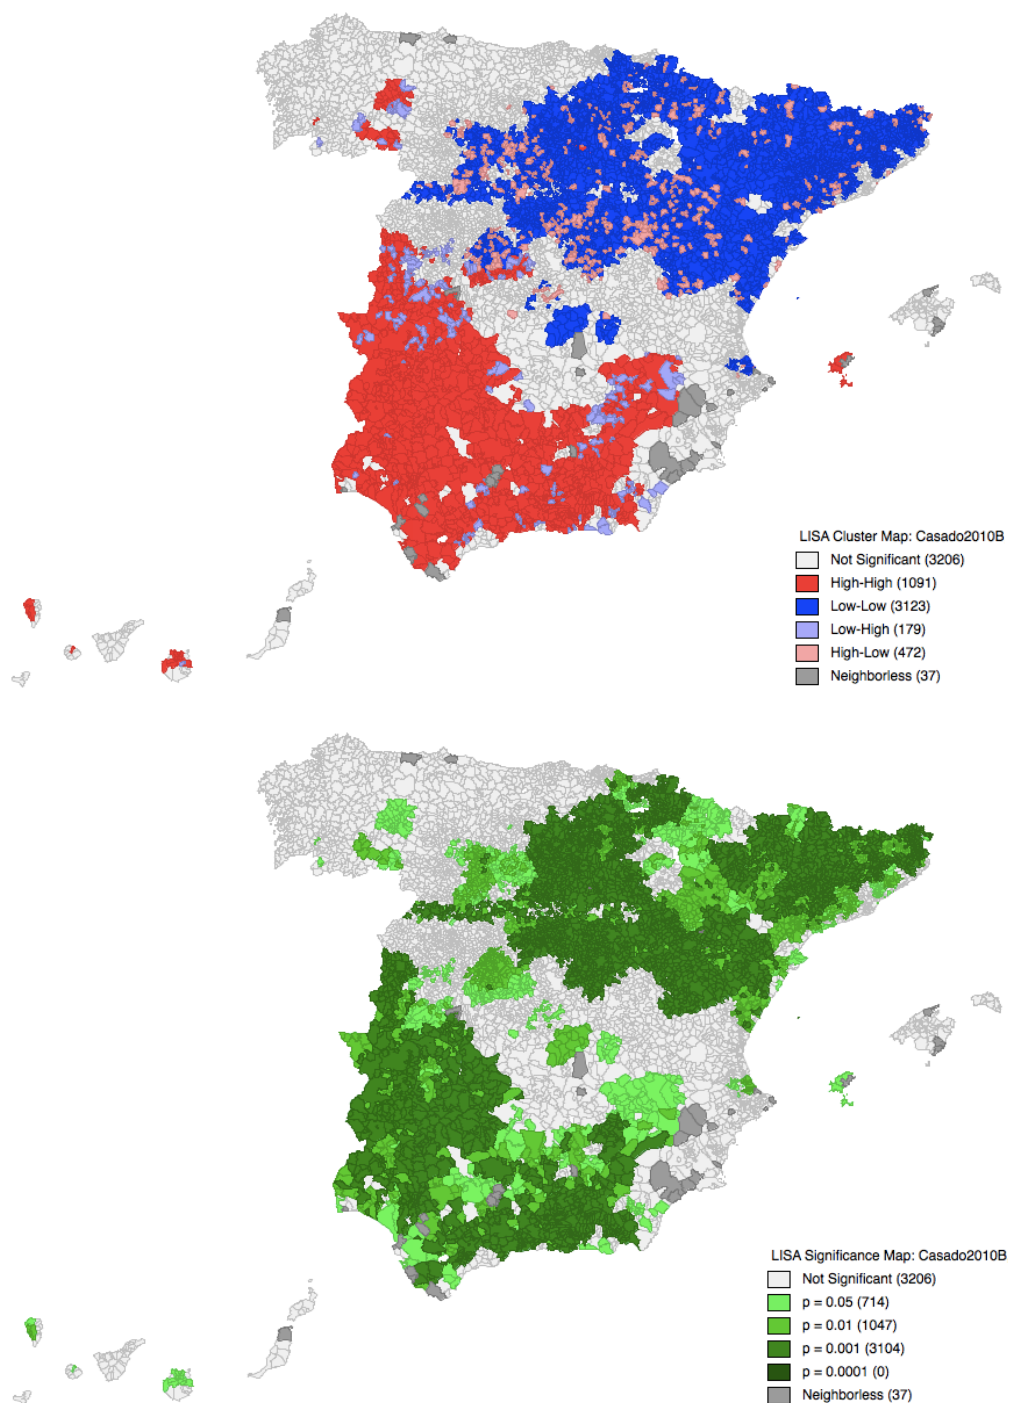 LISA Cluster Map: Casado2010B
Not Significant (3206)
High-High (1091)
Low-Low (3123)
Low-High (179)
High-Low (472)
Neighborless (37)
LISA Significance Map: Casado2010B
Not Significant (3206)
p = 0.05 (714)
p = 0.01 (1047)
p = 0.001 (3104)
p = 0.0001 (0)
Neighborless (37)